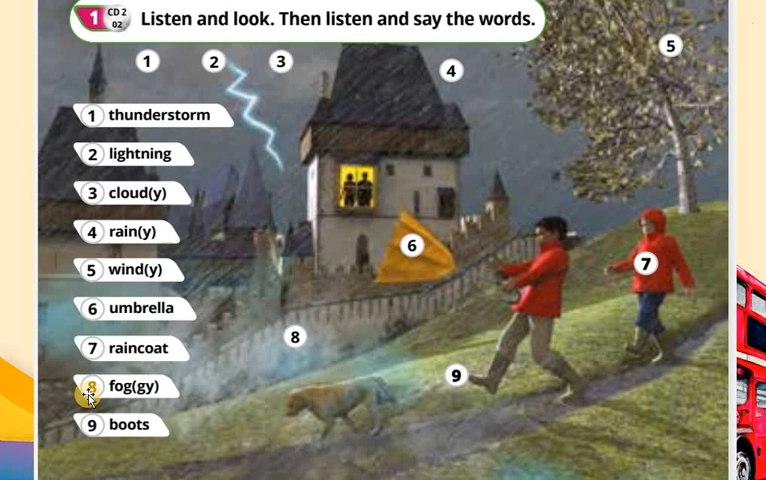 1 CD 2 02 Listen and look. Then listen and say the words.
1 2 3 4 5
1 thunderstorm
2 lightning
3 cloud(y)
4 rain(y)
5 wind(y)
6 umbrella
7 raincoat
8 fog(gy)
9 boots
6 7
8
9